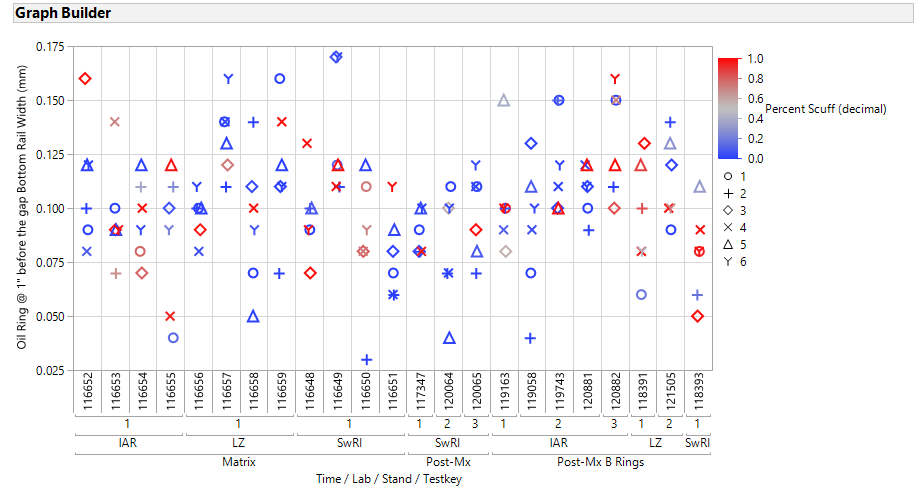 Graph Builder
Oil Ring @ 1" before the gap Bottom Rail Width (mm)
0.175
0.150
0.125
0.100
0.075
0.050
0.025
116652 116653 116654 116655 116656 116657 116658 116659 116648 116649 116650 116651 117347 120064 120065 119163 119058 119743 120881 120882 118391 121505 118393
1 1 1 1 2 3 1 2 3 1 2 1
IAR LZ SwRI SwRI IAR LZ SwRI
Matrix Post-Mx Post-Mx B Rings
Time / Lab / Stand / Testkey
1.0
0.8
0.6
0.4
0.2
0.0
Percent Scuff (decimal)
1
2
3
4
5
6